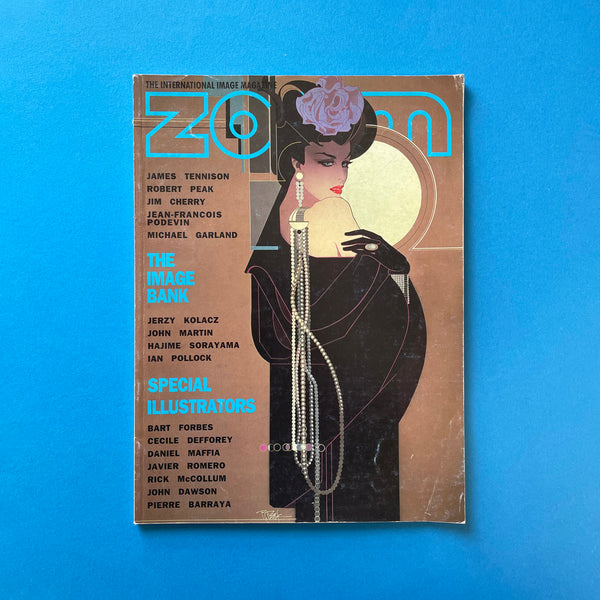 THE INTERNATIONAL IMAGE MAGAZINE
ZOOM
JAMES TENNISON
ROBERT PEAK
JIM CHERRY
JEAN-FRANCOIS
PODEVIN
MICHAEL GARLAND
THE
IMAGE
BANK
JERZY KOLACZ
JOHN MARTIN
HAJIME SORAYAMA
IAN POLLOCK
SPECIAL
ILLUSTRATORS
BART FORBES
CECILE DEFFOREY
DANIEL MAFFIA
JAVIER ROMERO
RICK McCOLLUM
JOHN DAWSON
PIERRE BARRAYA